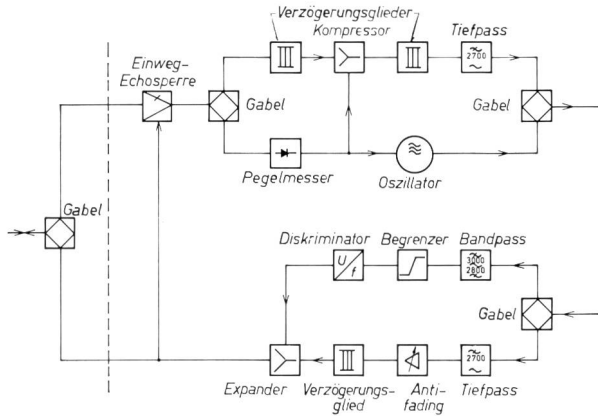 Verzögerungsglieder
Kompressor
Tiefpass
Einweg-
Echosperre
2700
Gabel
Gabel
Pegelmesser
Oszillator
Gabel
Diskriminator
Begrenzer
Bandpass
U/f
3000
2800
Gabel
2700
Expander
Verzögerungs-
glied
Anti-
fading
Tiefpass